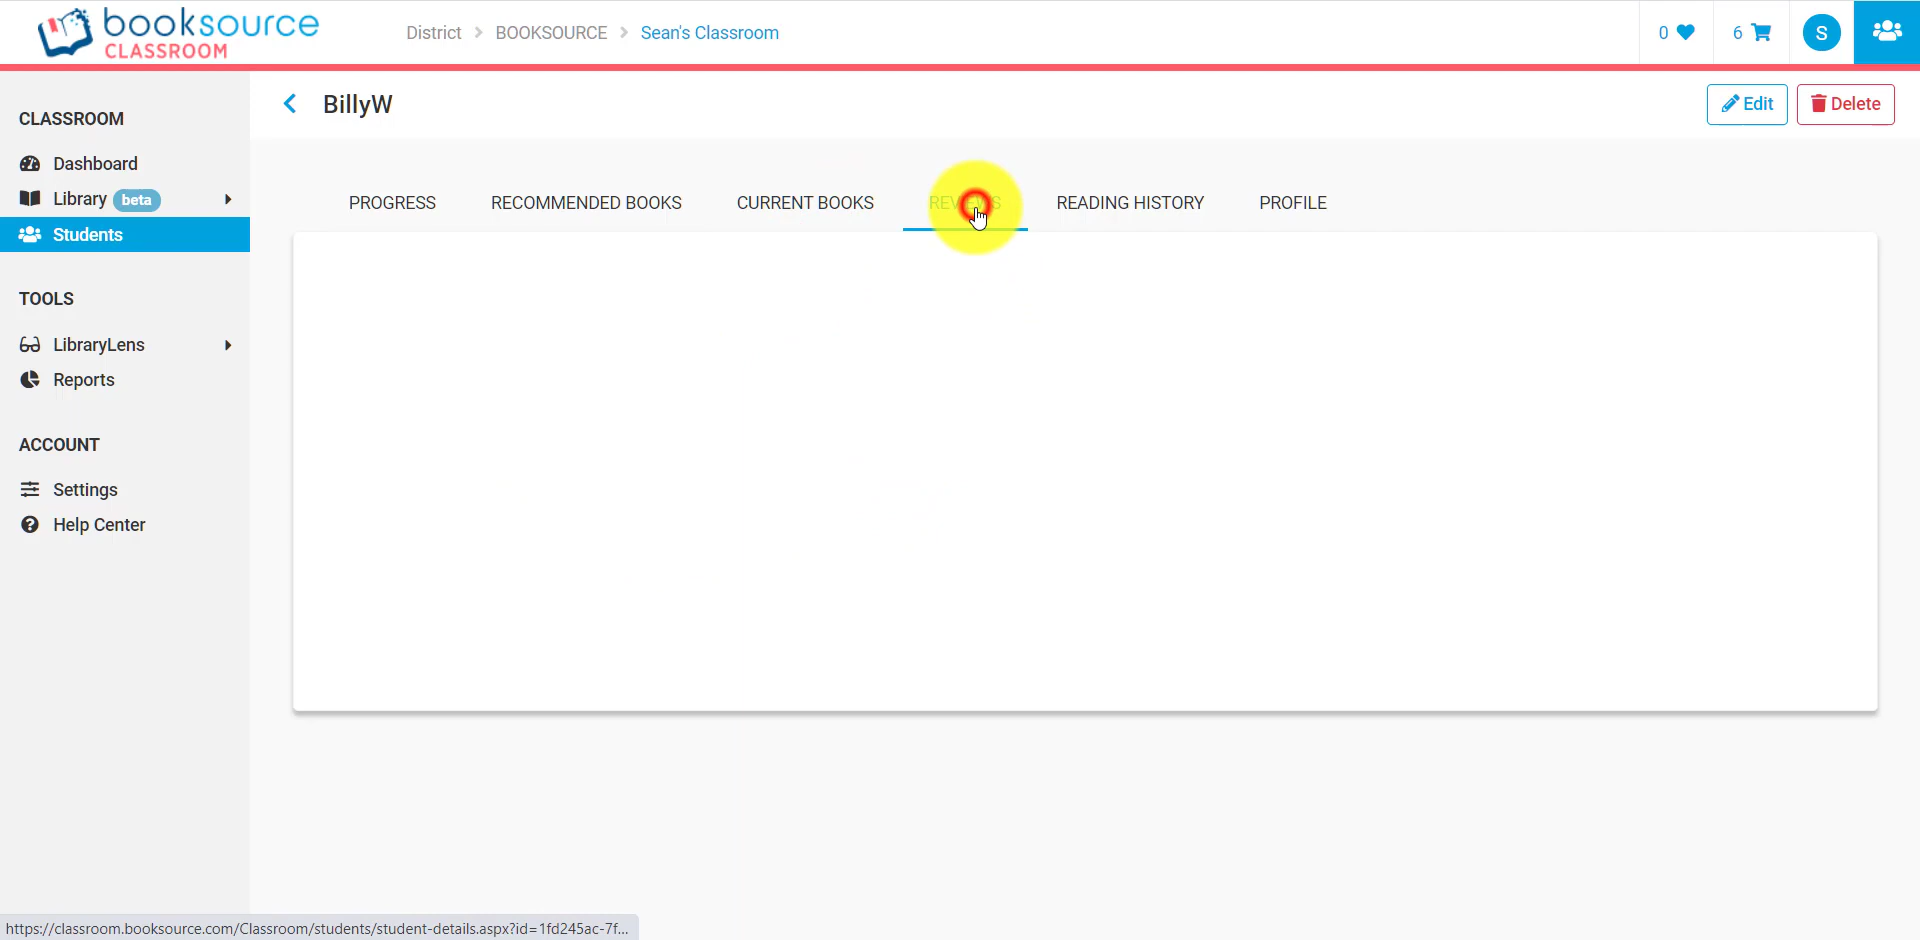 booksource
CLASSROOM
District > BOOKSOURCE > Sean's Classroom
0
6
S
BillyW
Edit
Delete
CLASSROOM
Dashboard
Library beta
Students
TOOLS
LibraryLens
Reports
ACCOUNT
Settings
Help Center
PROGRESS RECOMMENDED BOOKS CURRENT BOOKS REVIEWS READING HISTORY PROFILE
https://classroom.booksource.com/Classroom/students/student-details.aspx?id=1fd245ac-7f...